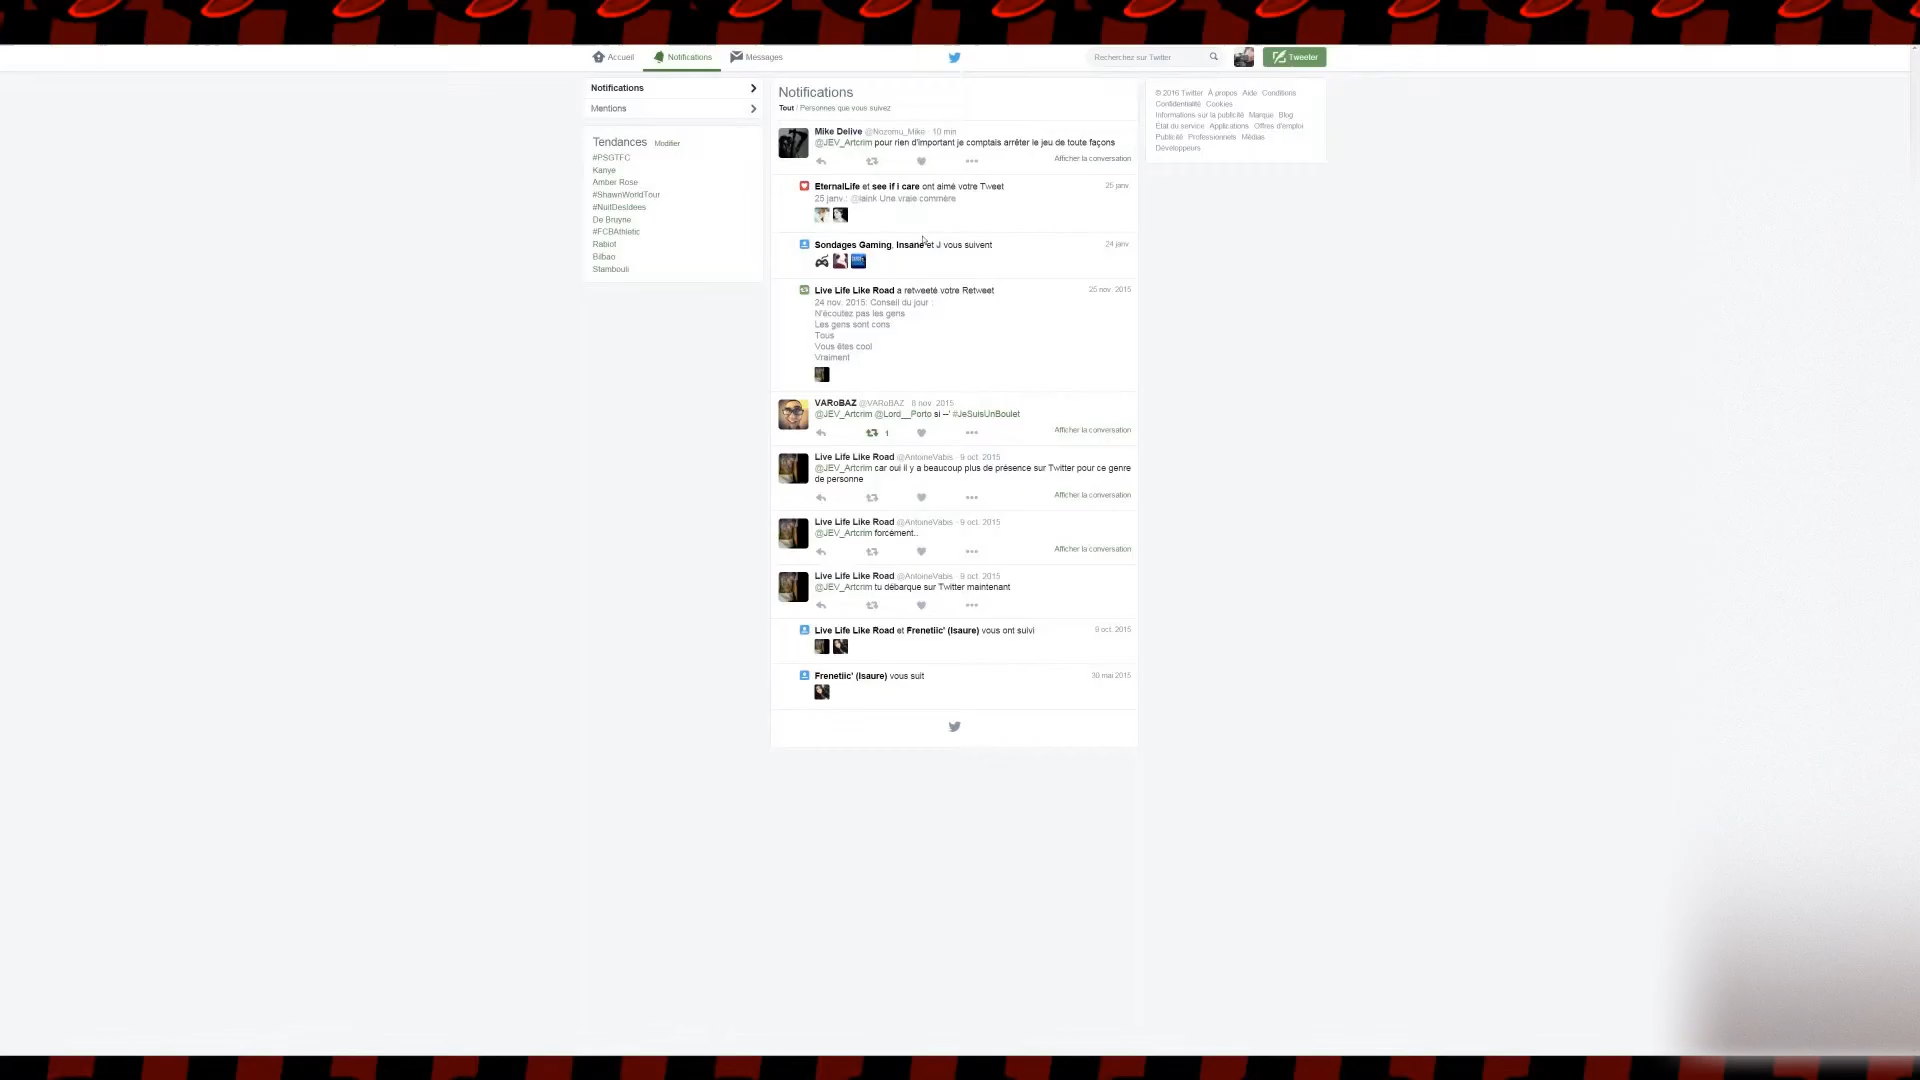 Accueil
Notifications
Messages
Recherchez sur Twitter
Tweeter
Notifications
Mentions
Tendances Modifier
#PSGTFC
Kanye
Amber Rose
#ShawnWorldTour
#NuitDesIdees
De Bruyne
#FCBAthletic
Rabiot
Bilbao
Stambouli
Notifications
Tout / Personnes que vous suivez
Mike Delive @Nozomu_Mike · 10 min
@JEV_Artcrim pour rien d'important je comptais arrêter le jeu de toute façons
Afficher la conversation
EternalLife et see if i care ont aimé votre Tweet 25 janv.
25 janv.: @laink Une vraie commère
Sondages Gaming, Insane et J vous suivent 24 janv.
Live Life Like Road a retweeté votre Retweet 25 nov. 2015
24 nov. 2015: Conseil du jour :
N'écoutez pas les gens
Les gens sont cons
Tous
Vous êtes cool
Vraiment
VARoBAZ @VARoBAZ · 8 nov. 2015
@JEV_Artcrim @Lord__Porto si --' #JeSuisUnBoulet
1
Afficher la conversation
Live Life Like Road @AntoineVabis · 9 oct. 2015
@JEV_Artcrim car oui il y a beaucoup plus de présence sur Twitter pour ce genre
de personne
Afficher la conversation
Live Life Like Road @AntoineVabis · 9 oct. 2015
@JEV_Artcrim forcément..
Afficher la conversation
Live Life Like Road @AntoineVabis · 9 oct. 2015
@JEV_Artcrim tu débarque sur Twitter maintenant
Live Life Like Road et Frenetiic' (Isaure) vous ont suivi 9 oct. 2015
Frenetiic' (Isaure) vous suit 30 mai 2015
© 2016 Twitter À propos Aide Conditions
Confidentialité Cookies
Informations sur la publicité Marque Blog
État du service Applications Offres d'emploi
Publicité Professionnels Médias
Développeurs